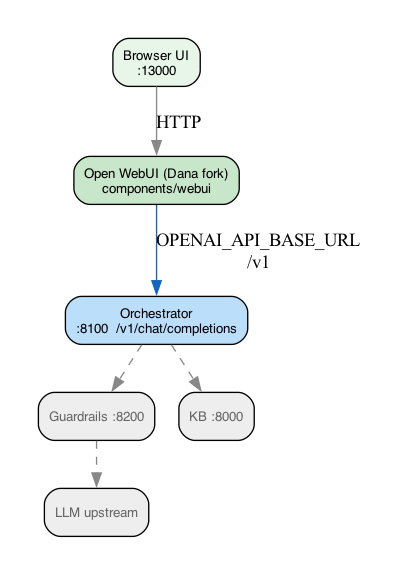 Browser UI
:13000
HTTP
Open WebUI (Dana fork)
components/webui
OPENAI_API_BASE_URL
/v1
Orchestrator
:8100  /v1/chat/completions
Guardrails :8200
KB :8000
LLM upstream